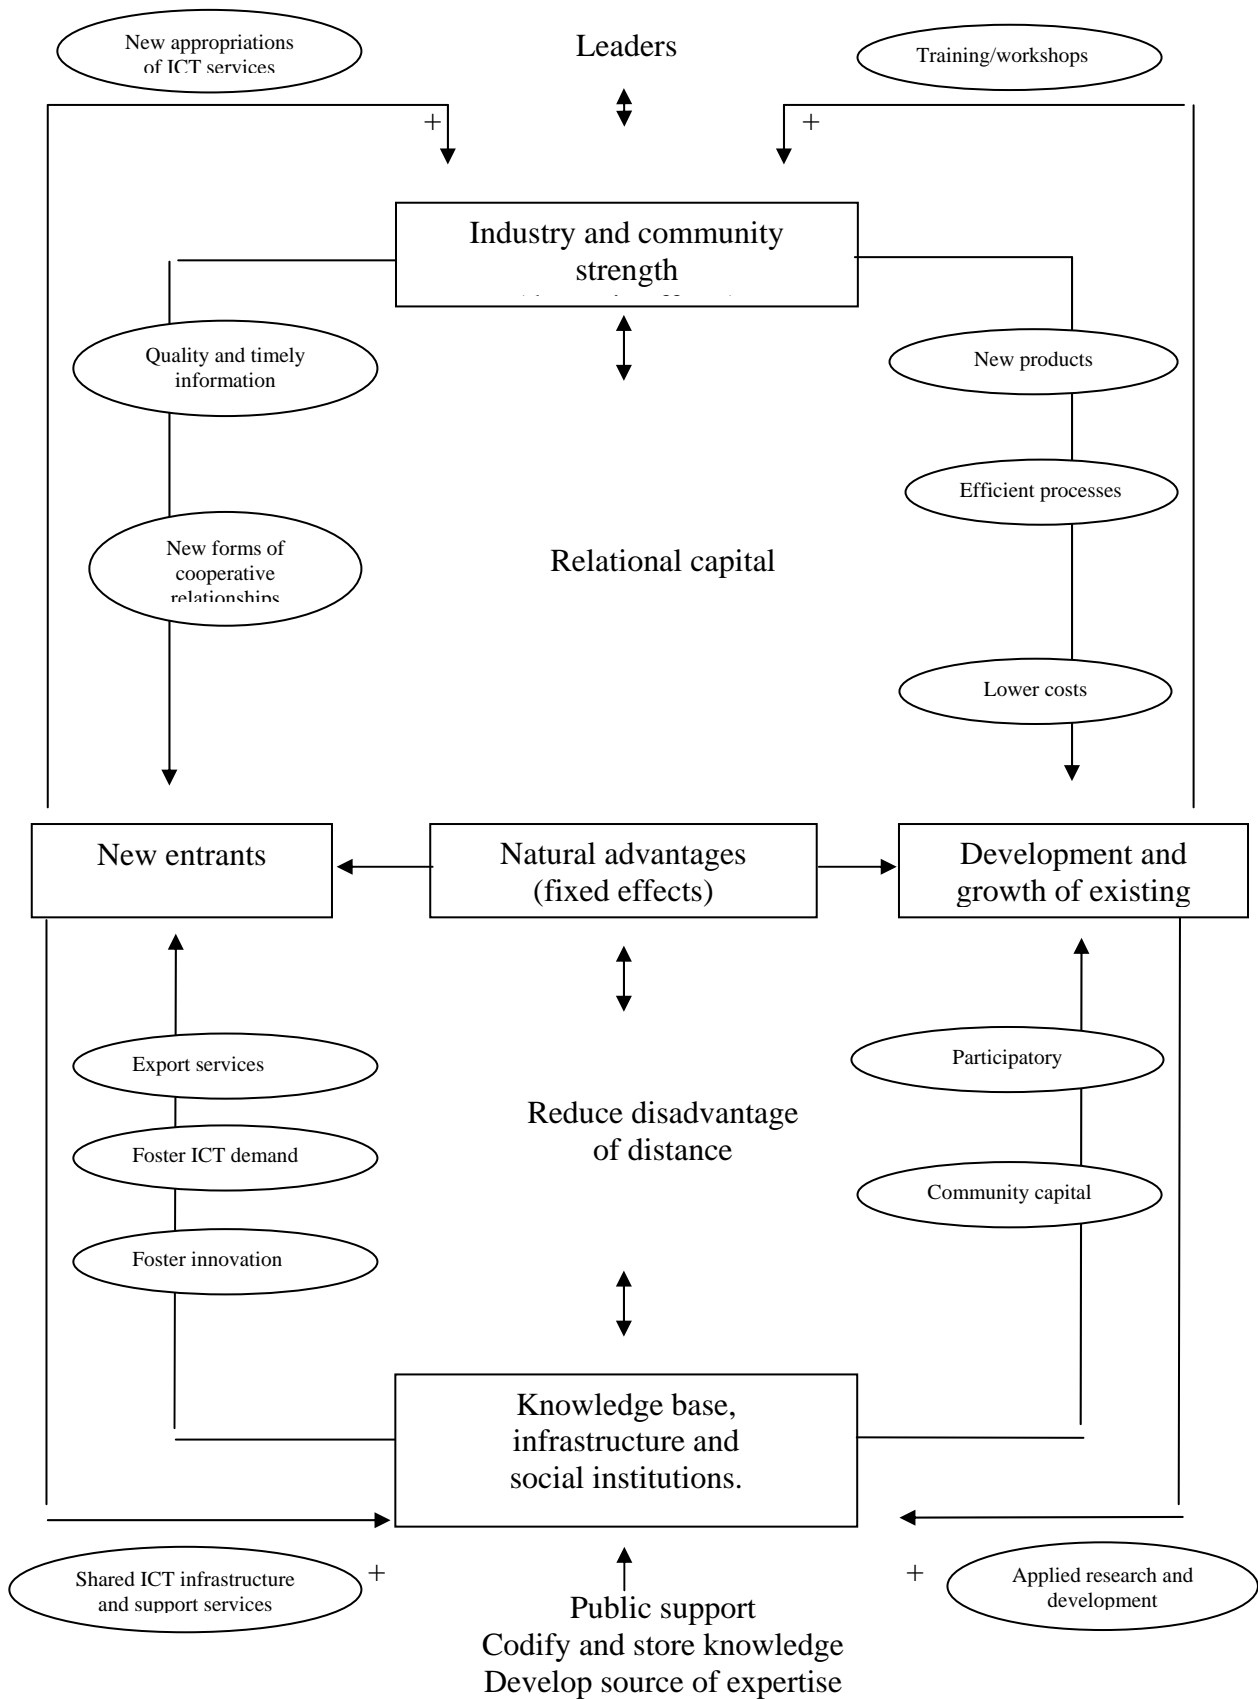 New appropriations
of ICT services
Leaders
Training/workshops
+
+
Industry and community
strength
Quality and timely
information
New products
Efficient processes
New forms of
cooperative
relationships
Relational capital
Lower costs
New entrants
Natural advantages
(fixed effects)
Development and
growth of existing
Export services
Participatory
Foster ICT demand
Reduce disadvantage
of distance
Community capital
Foster innovation
Knowledge base,
infrastructure and
social institutions.
Shared ICT infrastructure
and support services
+
+
Applied research and
development
Public support
Codify and store knowledge
Develop source of expertise